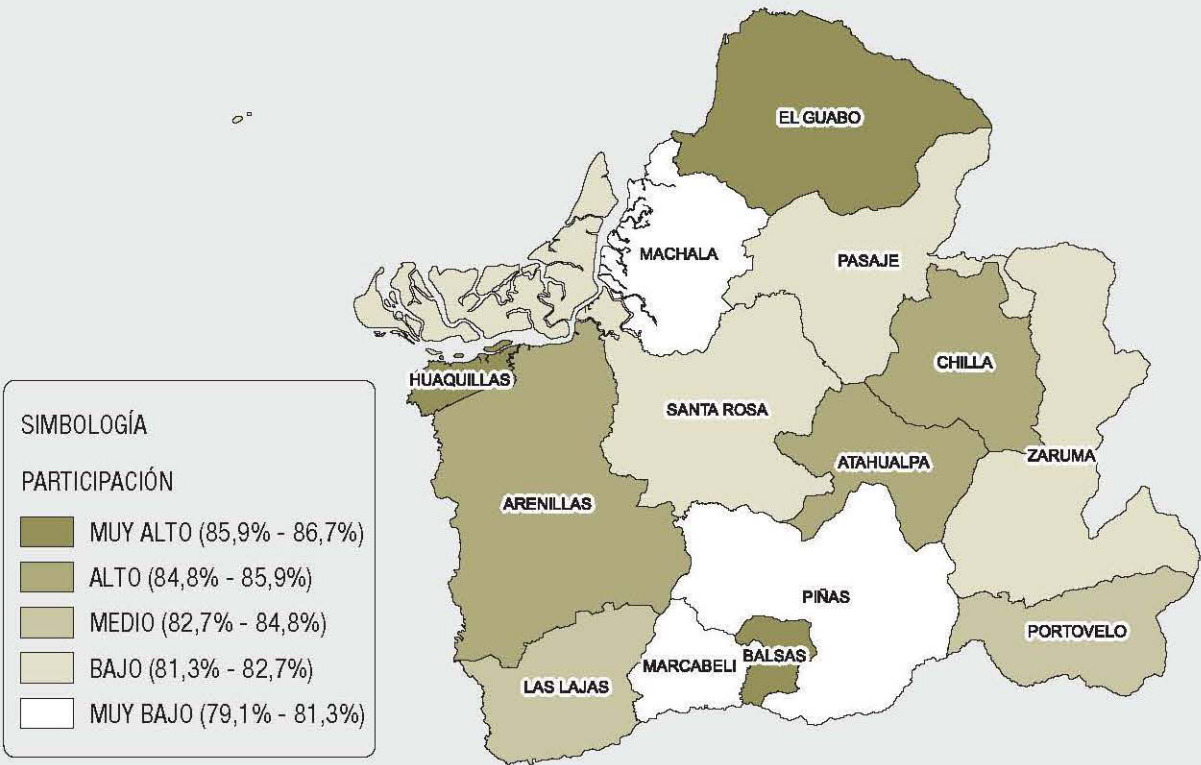 EL GUABO
MACHALA
PASAJE
HUAQUILLAS
CHILLA
SANTA ROSA
ZARUMA
ATAHUALPA
ARENILLAS
PIÑAS
PORTOVELO
MARCABELI
BALSAS
LAS LAJAS
SIMBOLOGÍA
PARTICIPACIÓN
MUY ALTO (85,9% - 86,7%)
ALTO (84,8% - 85,9%)
MEDIO (82,7% - 84,8%)
BAJO (81,3% - 82,7%)
MUY BAJO (79,1% - 81,3%)